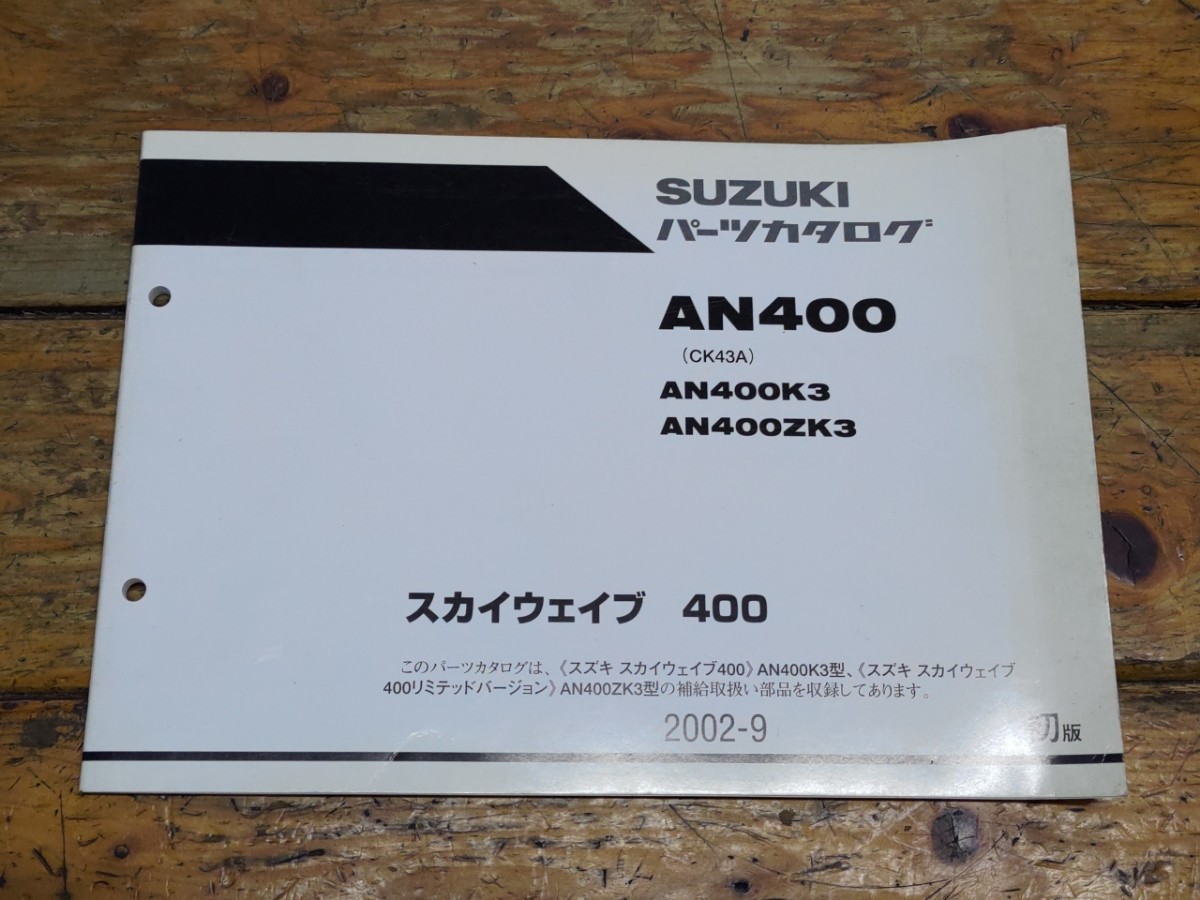 SUZUKI
パーツカタログ
AN400
（CK43A）
AN400K3
AN400ZK3
スカイウェイブ 400
このパーツカタログは、《スズキ スカイウェイブ400》AN400K3型、《スズキ スカイウェイブ
400リミテッドバージョン》AN400ZK3型の補給取扱い部品を収録してあります。
2002-9
初版